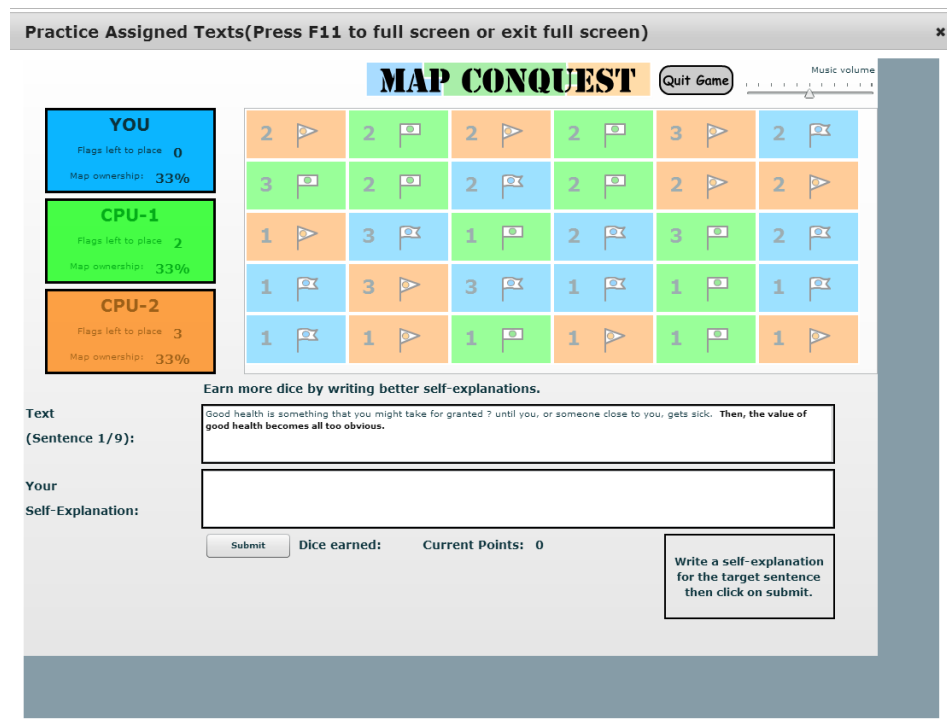 Practice Assigned Texts(Press F11 to full screen or exit full screen)
MAP CONQUEST
Quit Game
Music volume
YOU
Flags left to place 0
Map ownership: 33%
CPU-1
Flags left to place 2
Map ownership: 33%
CPU-2
Flags left to place 3
Map ownership: 33%
2 2 2 2 3 2
3 2 2 2 2 2
1 3 1 2 3 2
1 3 3 1 1 1
1 1 1 1 1 1
Earn more dice by writing better self-explanations.
Text
(Sentence 1/9):
Good health is something that you might take for granted ? until you, or someone close to you, gets sick. Then, the value of
good health becomes all too obvious.
Your
Self-Explanation:
Submit
Dice earned:
Current Points: 0
Write a self-explanation
for the target sentence
then click on submit.